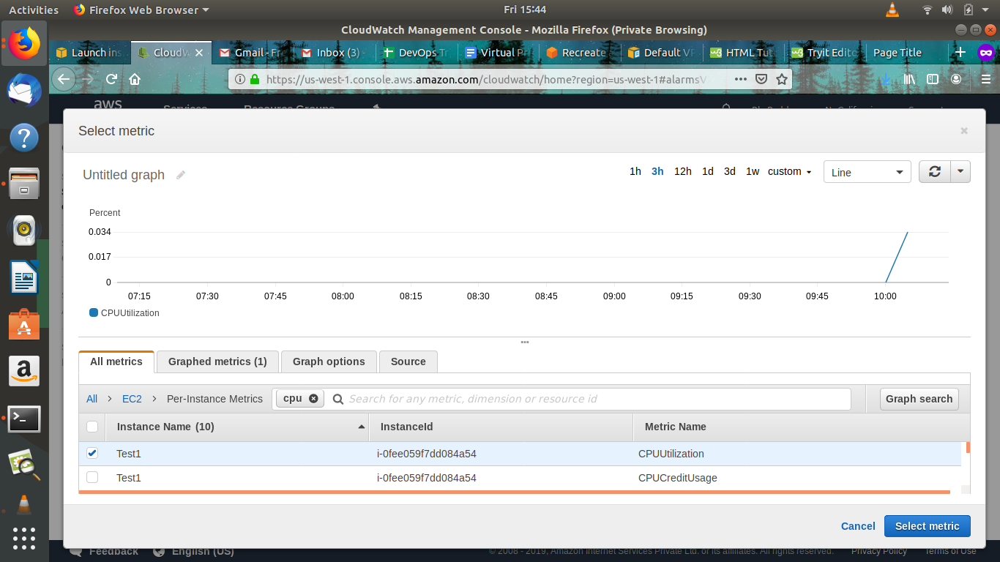 Activities Firefox Web Browser Fri 15:44
CloudWatch Management Console - Mozilla Firefox (Private Browsing)
Launch ins CloudW Gmail - Fr Inbox (3) - DevOps Tr Virtual Pr Recreate Default VP HTML Tut Tryit Edito Page Title
https://us-west-1.console.aws.amazon.com/cloudwatch/home?region=us-west-1#alarmsV
aws Services Resource Groups
Select metric
Untitled graph 1h 3h 12h 1d 3d 1w custom Line
Percent
0.034
0.017
0
07:15 07:30 07:45 08:00 08:15 08:30 08:45 09:00 09:15 09:30 09:45 10:00
CPUUtilization
All metrics Graphed metrics (1) Graph options Source
All > EC2 > Per-Instance Metrics cpu Search for any metric, dimension or resource id Graph search
Instance Name (10) InstanceId Metric Name
Test1 i-0fee059f7dd084a54 CPUUtilization
Test1 i-0fee059f7dd084a54 CPUCreditUsage
Cancel Select metric
Feedback English (US) © 2008 - 2019, Amazon Internet Services Private Ltd. or its affiliates. All rights reserved. Privacy Policy Terms of Use